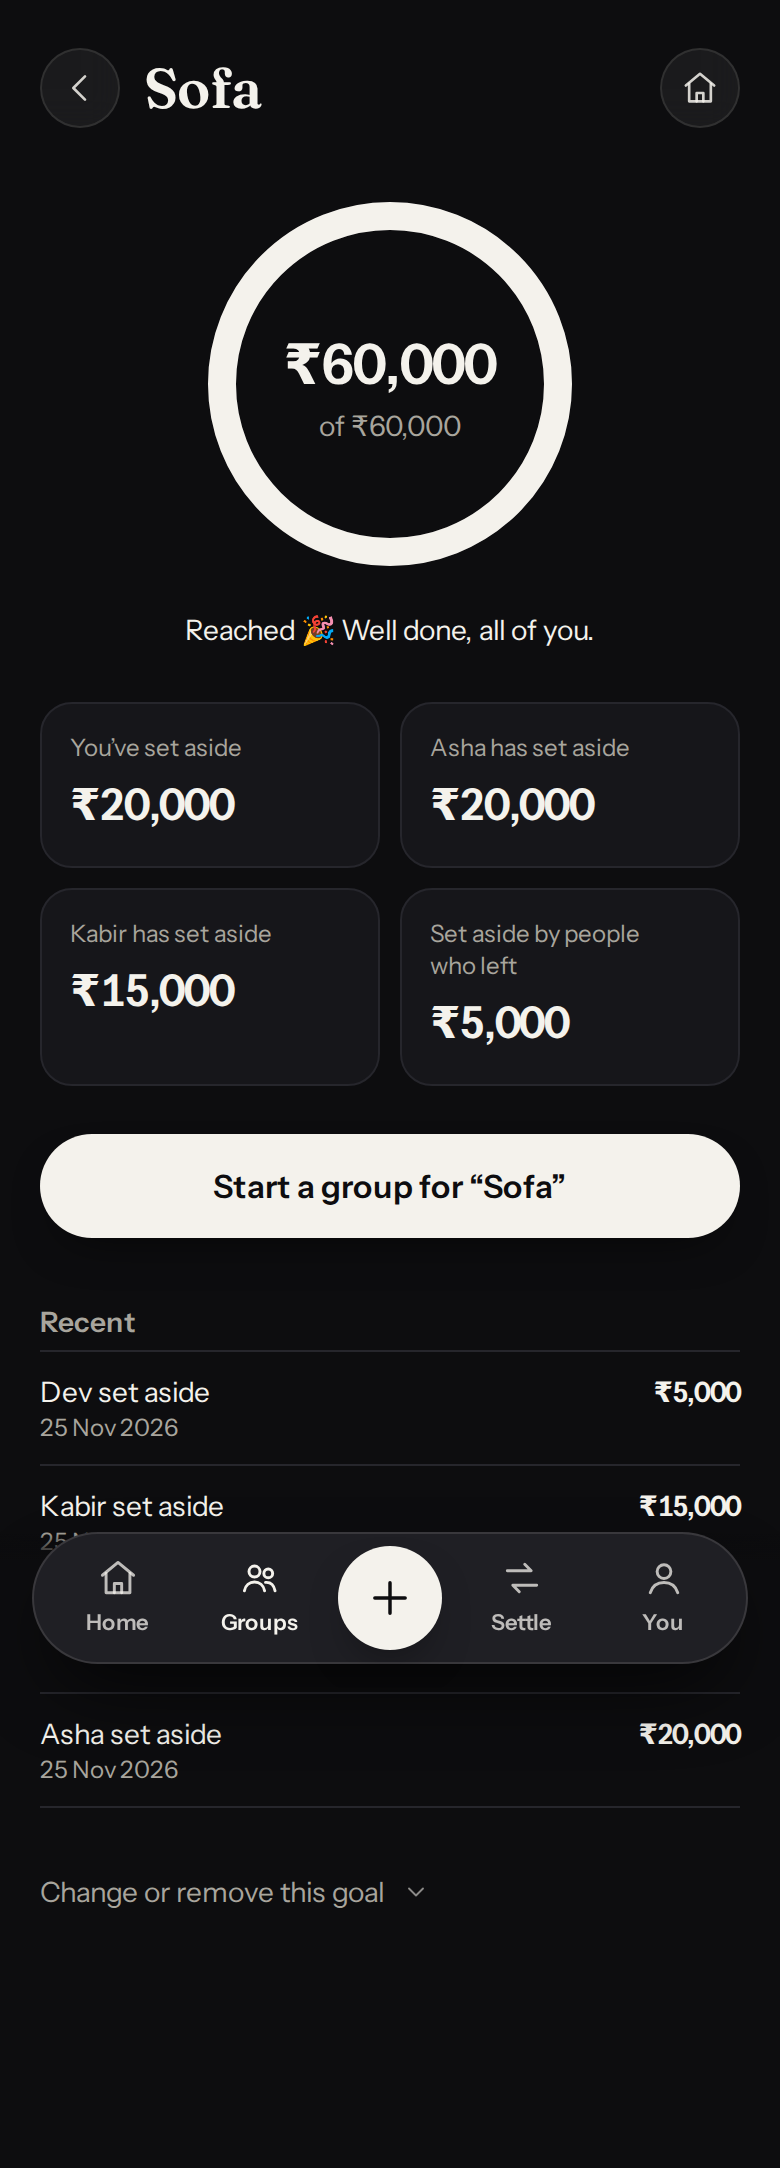 Sofa
₹60,000
of ₹60,000
Reached 🎉 Well done, all of you.
You’ve set aside
₹20,000
Asha has set aside
₹20,000
Kabir has set aside
₹15,000
Set aside by people
who left
₹5,000
Start a group for “Sofa”
Recent
Dev set aside
₹5,000
25 Nov 2026
Kabir set aside
₹15,000
25
Home
Groups
Settle
You
Asha set aside
₹20,000
25 Nov 2026
Change or remove this goal